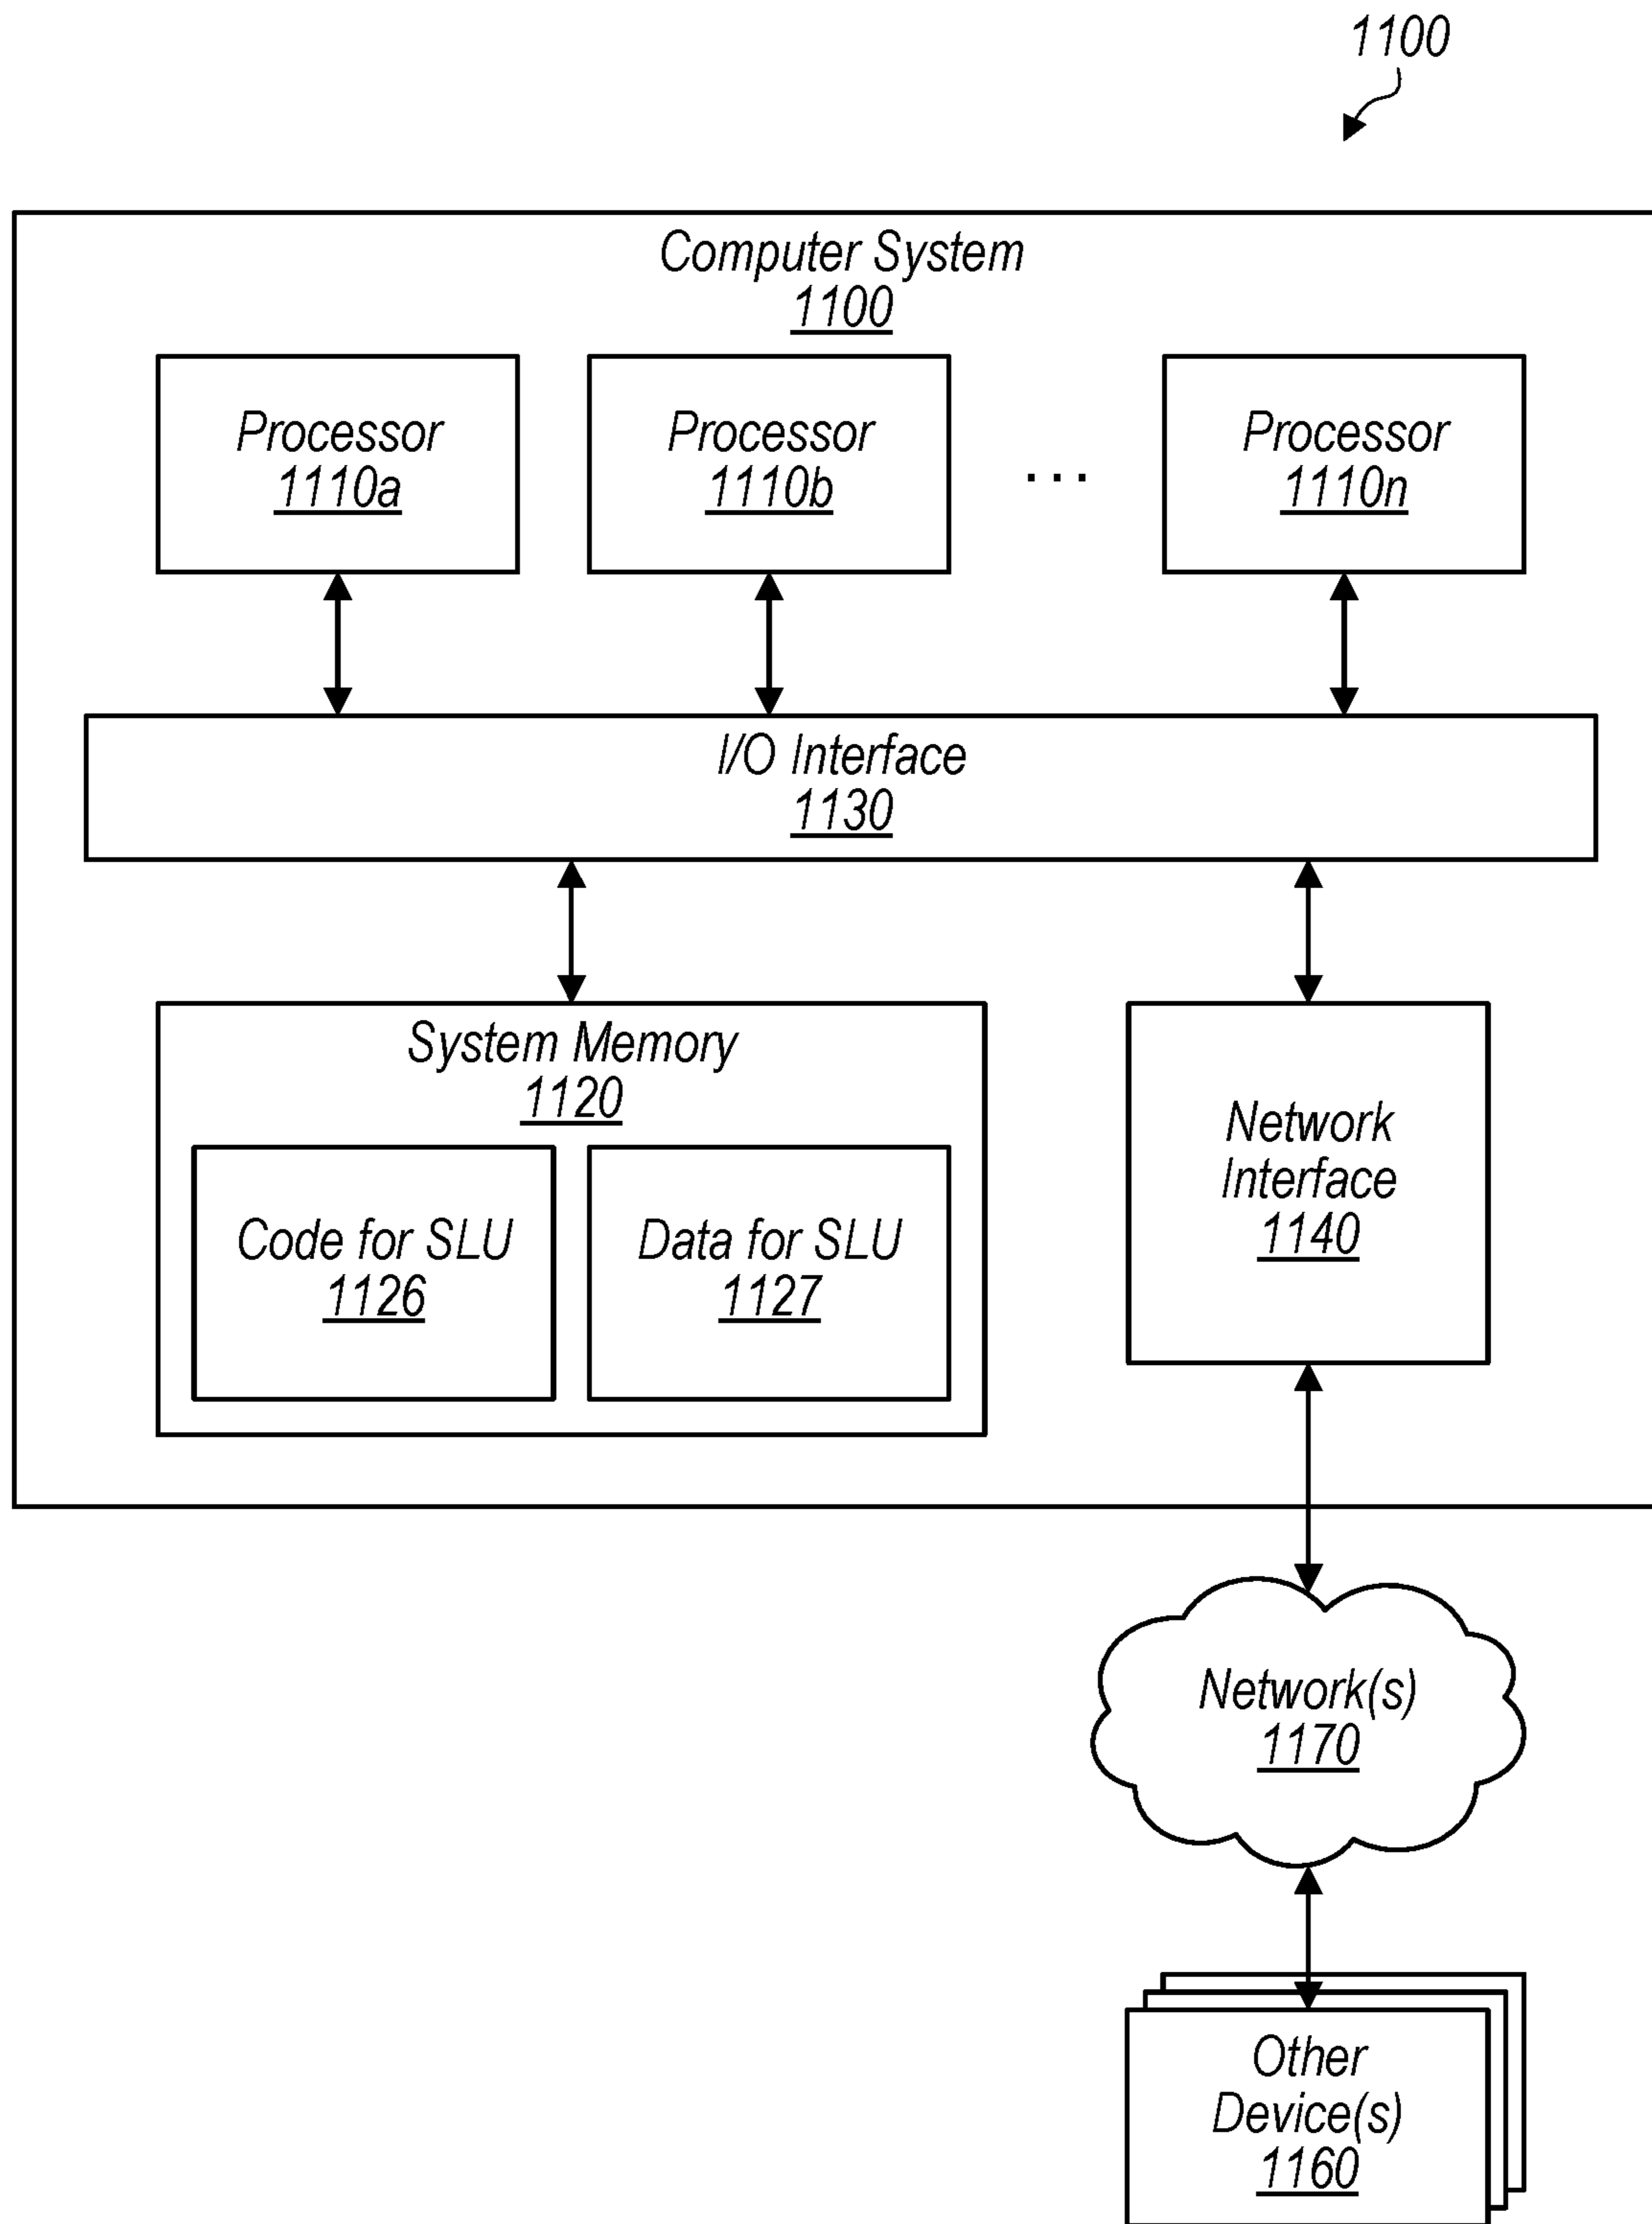 1100
Computer System
1100
Processor
1110a
Processor
1110b
...
Processor
1110n
I/O Interface
1130
System Memory
1120
Code for SLU
1126
Data for SLU
1127
Network
Interface
1140
Network(s)
1170
Other
Device(s)
1160